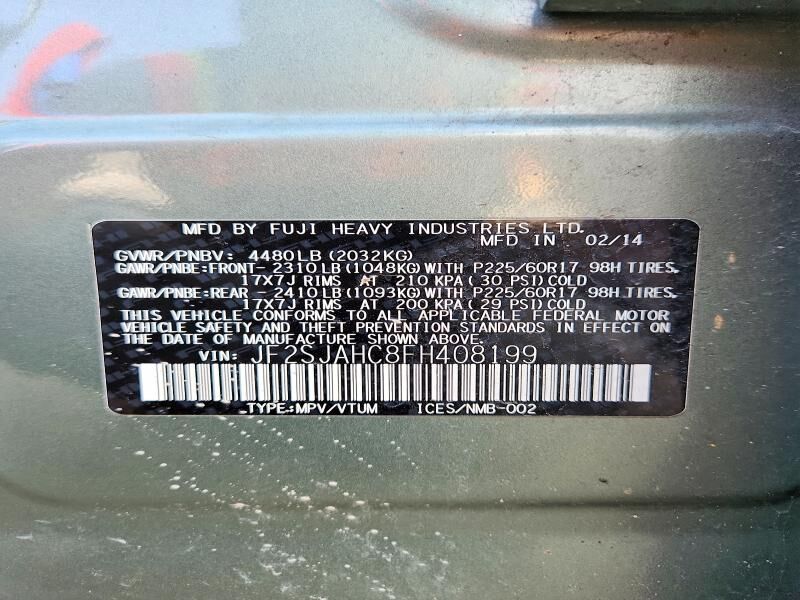 MFD BY FUJI HEAVY INDUSTRIES LTD.
MFD IN 02/14
GVWR/PNBV: 4480LB (2032KG)
GAWR/PNBE:FRONT- 2310LB (1048KG) WITH P225/60R17 98H TIRES.
17X7J RIMS AT 210 KPA ( 30 PSI) COLD
GAWR/PNBE:REAR - 2410LB (1093KG) WITH P225/60R17 98H TIRES.
17X7J RIMS AT 200 KPA ( 29 PSI) COLD
THIS VEHICLE CONFORMS TO ALL APPLICABLE FEDERAL MOTOR
VEHICLE SAFETY AND THEFT PREVENTION STANDARDS IN EFFECT ON
THE DATE OF MANUFACTURE SHOWN ABOVE.
VIN: JF2SJAHC8FH408199
TYPE:MPV/VTUM ICES/NMB-002